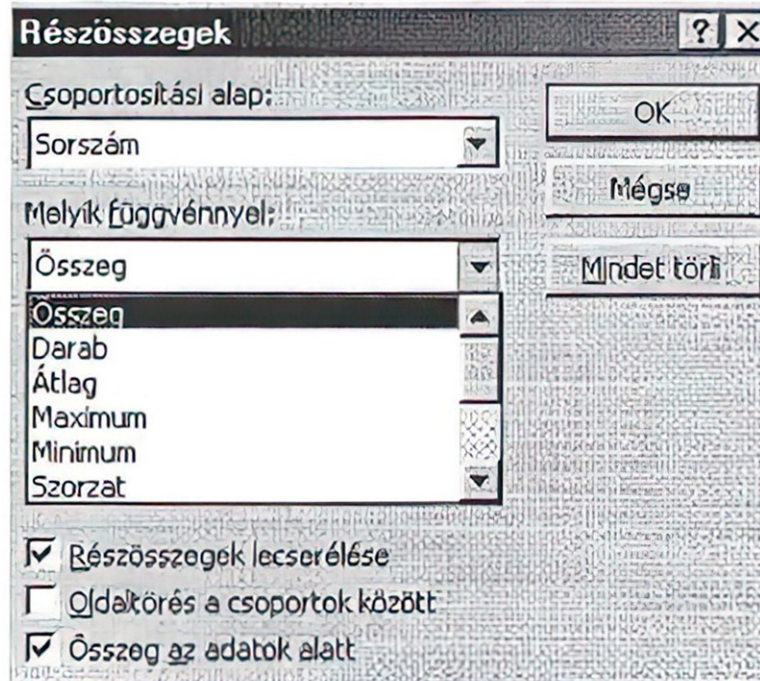 Részösszegek
Csoportosítási alap:
OK
Sorszám
Mégse
Melyik függvénnyel:
Összeg
Mindet törli
Összeg
Darab
Átlag
Maximum
Minimum
Szorzat
Részösszegek lecserélése
Oldaltörés a csoportok között
Összeg az adatok alatt